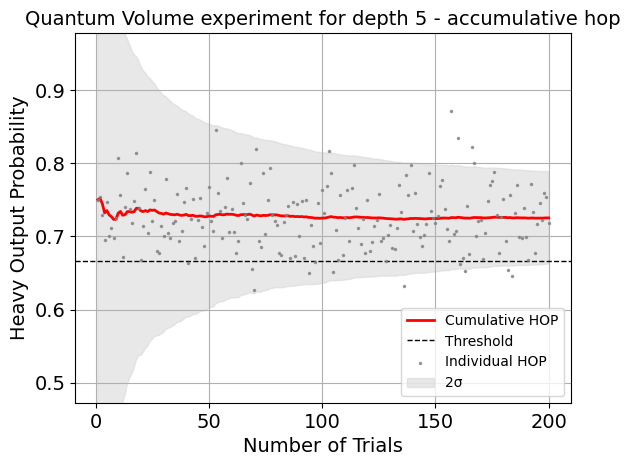 Quantum Volume experiment for depth 5 - accumulative hop
Heavy Output Probability
0.9
0.8
0.7
0.6
0.5
0
50
100
150
200
Number of Trials
Cumulative HOP
Threshold
Individual HOP
2σ